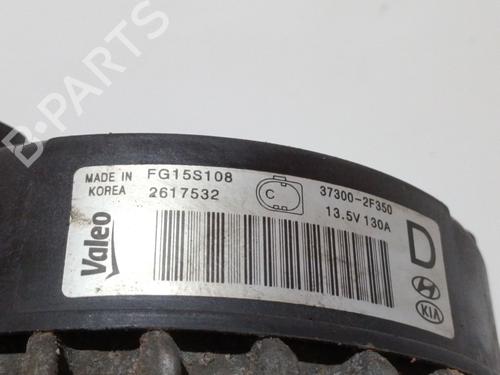 B-PARTS
Valeo
MADE IN KOREA
FG15S108
2617532
C
37300-2F350
13.5V 130A
D
KIA